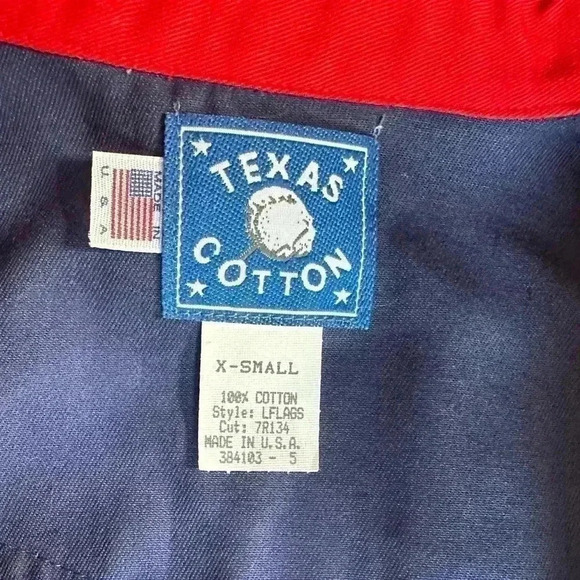 MADE IN
U S A
TEXAS
COTTON
X-SMALL
100% COTTON
Style: LFLAGS
Cut: 7R134
MADE IN U.S.A.
384103 - 5